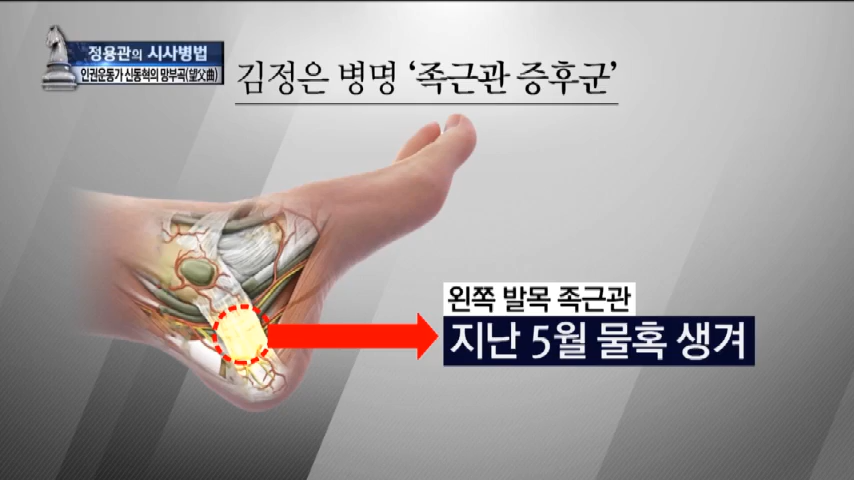 정용관의 시사병법
인권운동가 신동혁의 망부곡(望父曲)
김정은 병명 ‘족근관 증후군’
왼쪽 발목 족근관
지난 5월 물혹 생겨